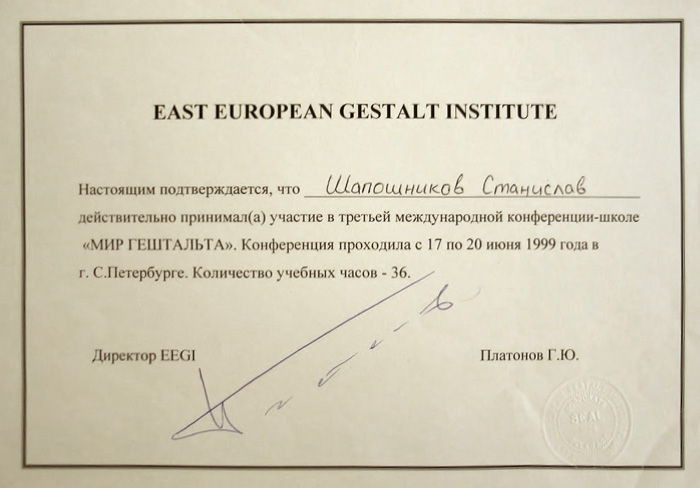 EAST EUROPEAN GESTALT INSTITUTE
Настоящим подтверждается, что Шапошников Станислав
действительно принимал(а) участие в третьей международной конференции-школе
«МИР ГЕШТАЛЬТА». Конференция проходила с 17 по 20 июня 1999 года в
г. С.Петербурге. Количество учебных часов - 36.
Директор EEGI Платонов Г.Ю.
SEAL